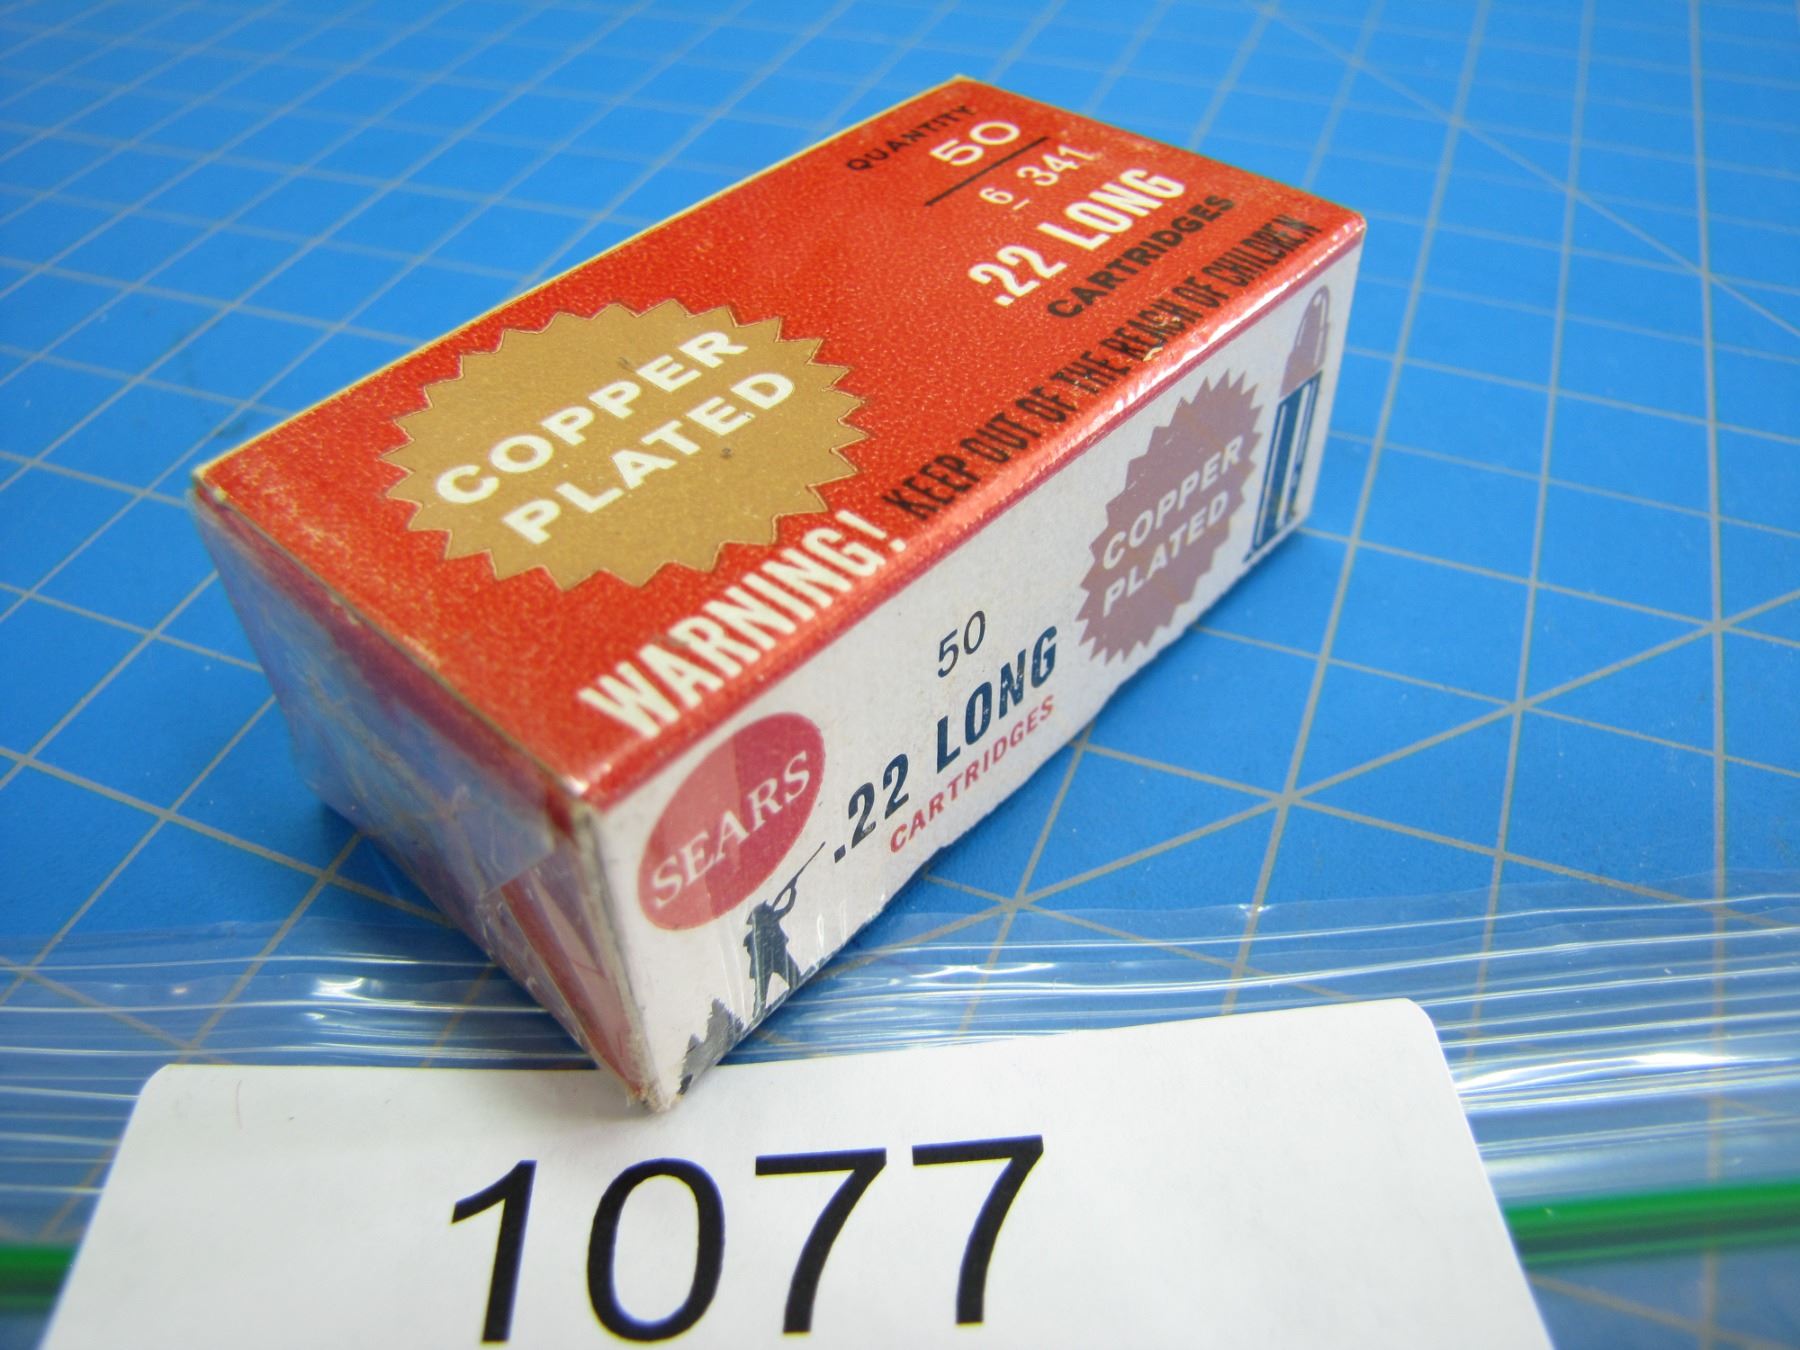 QUANTITY
50
6 341
.22 LONG
CARTRIDGES
COPPER
PLATED
WARNING! KEEP OUT OF THE REACH OF CHILDREN
SEARS
50
.22 LONG
CARTRIDGES
COPPER
PLATED
1077